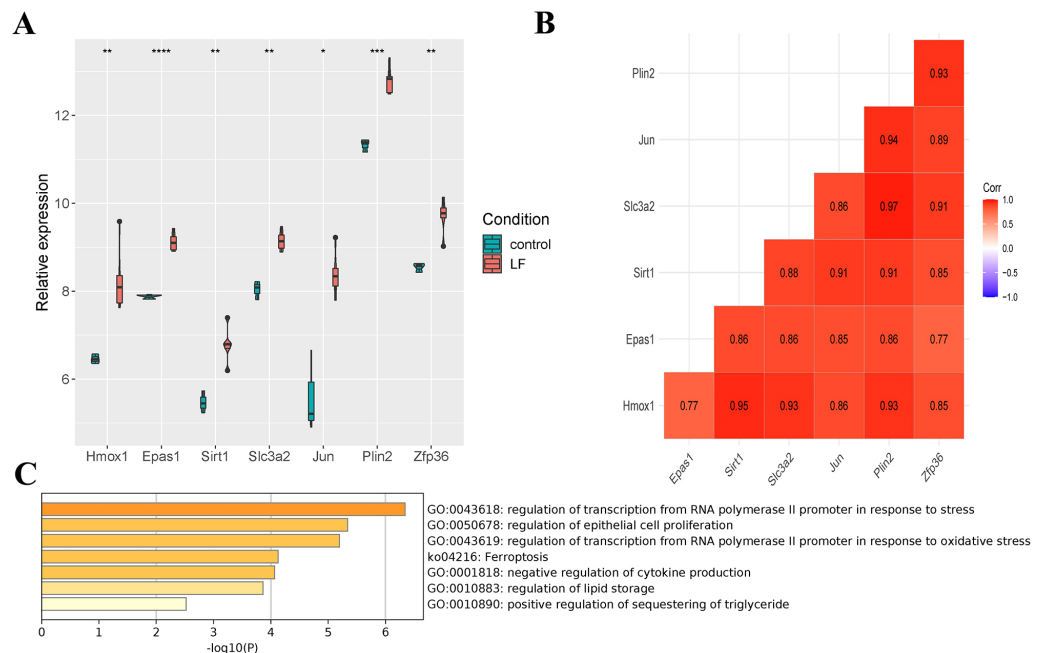 A
** **** ** ** * *** **
12
10
8
6
Relative expression
Hmox1 Epas1 Sirt1 Slc3a2 Jun Plin2 Zfp36
Condition
control
LF
B
Plin2 0.93
Jun 0.94 0.89
Slc3a2 0.86 0.97 0.91
Sirt1 0.88 0.91 0.91 0.85
Epas1 0.86 0.86 0.85 0.86 0.77
Hmox1 0.77 0.95 0.93 0.86 0.93 0.85
Epas1 Sirt1 Slc3a2 Jun Plin2 Zfp36
Corr
1.0
0.5
0.0
−0.5
−1.0
C
GO:0043618: regulation of transcription from RNA polymerase II promoter in response to stress
GO:0050678: regulation of epithelial cell proliferation
GO:0043619: regulation of transcription from RNA polymerase II promoter in response to oxidative stress
ko04216: Ferroptosis
GO:0001818: negative regulation of cytokine production
GO:0010883: regulation of lipid storage
GO:0010890: positive regulation of sequestering of triglyceride
0 1 2 3 4 5 6
-log10(P)